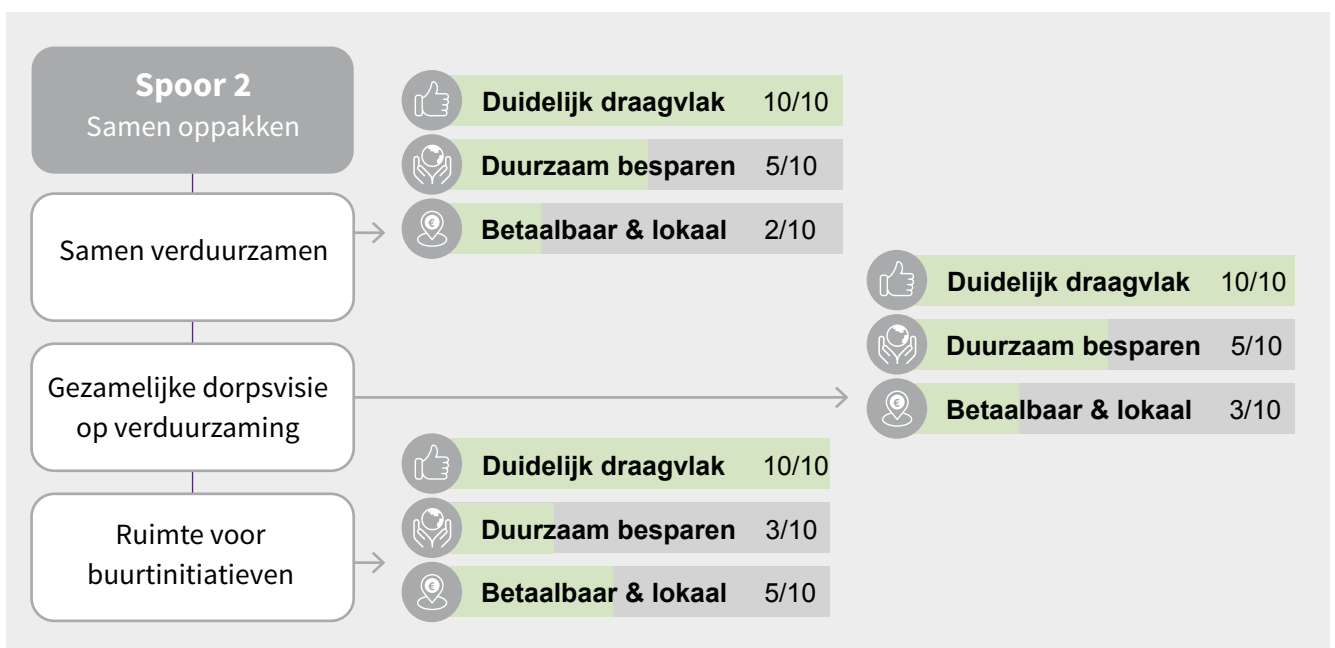 Spoor 2
Samen oppakken
Samen verduurzamen
Duidelijk draagvlak 10/10
Duurzaam besparen 5/10
Betaalbaar & lokaal 2/10
Gezamelijke dorpsvisie
op verduurzaming
Duidelijk draagvlak 10/10
Duurzaam besparen 5/10
Betaalbaar & lokaal 3/10
Ruimte voor
buurtinitiatieven
Duidelijk draagvlak 10/10
Duurzaam besparen 3/10
Betaalbaar & lokaal 5/10